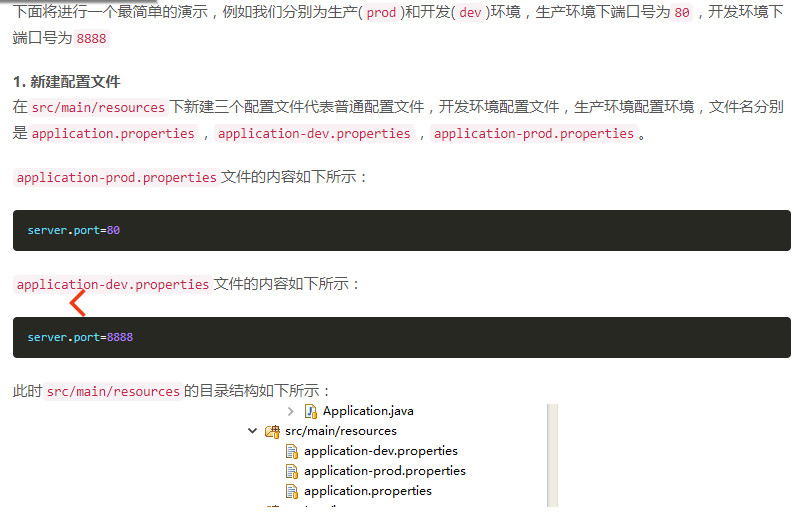 下面将进行一个最简单的演示，例如我们分别为生产( prod )和开发( dev )环境，生产环境下端口号为 80 ，开发环境下
端口号为 8888
1. 新建配置文件
在 src/main/resources 下新建三个配置文件代表普通配置文件，开发环境配置文件，生产环境配置环境，文件名分别
是 application.properties ， application-dev.properties ， application-prod.properties 。
application-prod.properties 文件的内容如下所示：
server.port=80
application-dev.properties 文件的内容如下所示：
server.port=8888
此时 src/main/resources 的目录结构如下所示：
Application.java
src/main/resources
application-dev.properties
application-prod.properties
application.properties